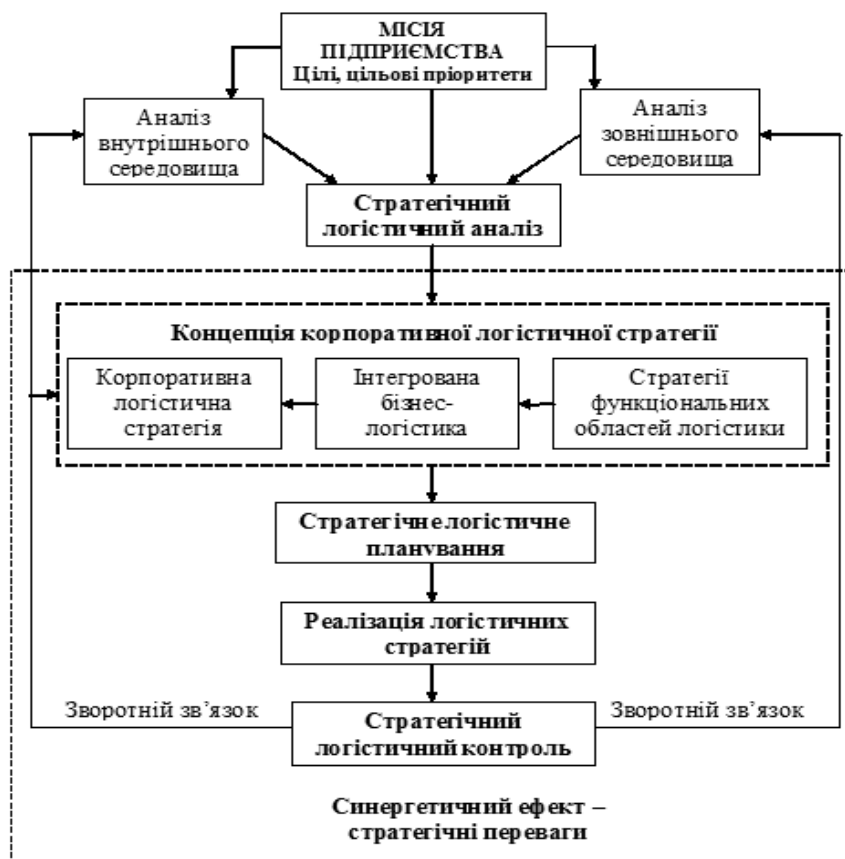 МІСІЯ
ПІДПРИЄМСТВА
Цілі, цільові пріоритети
Аналіз
внутрішнього
середовища
Аналіз
зовнішнього
середовища
Стратегічний
логістичний аналіз
Концепція корпоративної логістичної стратегії
Корпоративна
логістична
стратегія
Інтегрована
бізнес-
логістика
Стратегії
функціональних
областей логістики
Стратегічне логістичне
планування
Реалізація логістичних
стратегій
Зворотній зв’язок
Стратегічний
логістичний контроль
Зворотній зв’язок
Синергетичний ефект –
стратегічні переваги